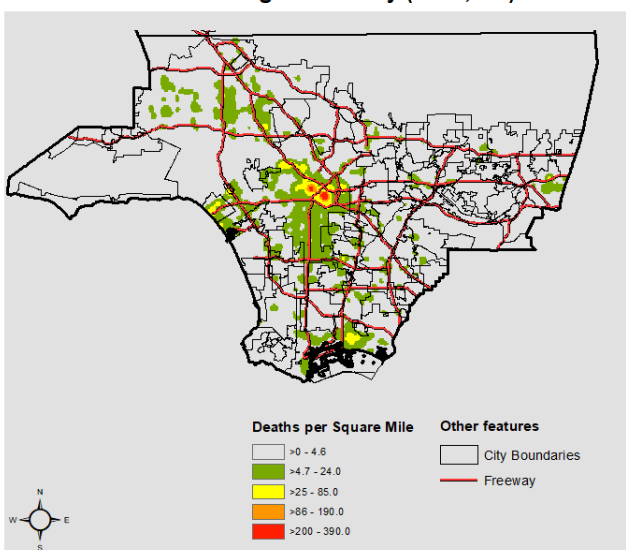 Deaths per Square Mile
>0 - 4.6
>4.7 - 24.0
>25 - 85.0
>86 - 190.0
>200 - 390.0
Other features
City Boundaries
Freeway
N
W
E
S